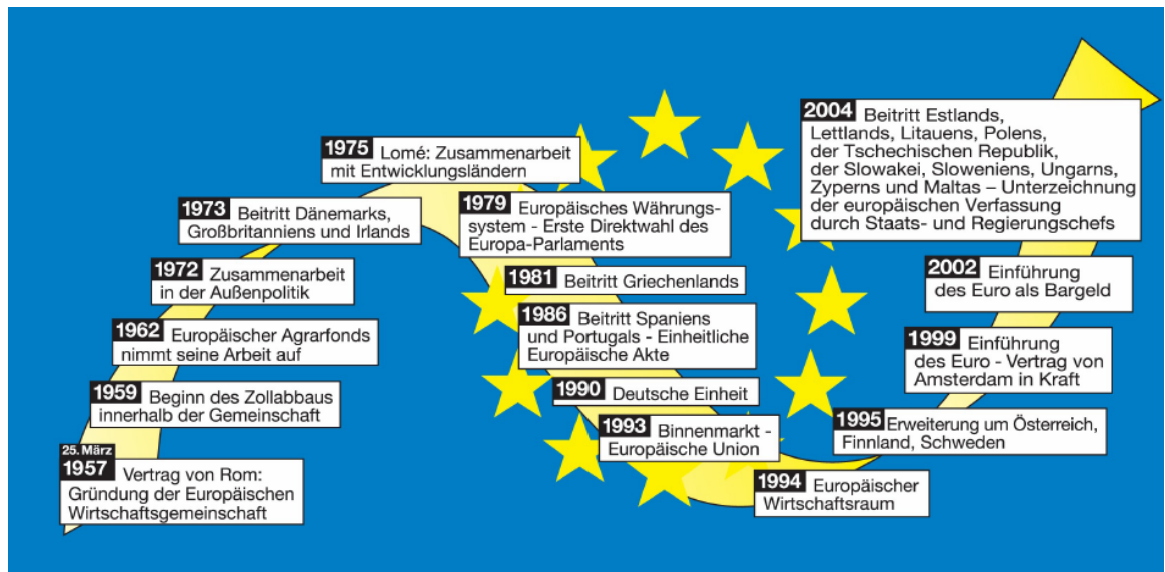 25. März
1957 Vertrag von Rom:
Gründung der Europäischen
Wirtschaftsgemeinschaft
1959 Beginn des Zollabbaus
innerhalb der Gemeinschaft
1962 Europäischer Agrarfonds
nimmt seine Arbeit auf
1972 Zusammenarbeit
in der Außenpolitik
1973 Beitritt Dänemarks,
Großbritanniens und Irlands
1975 Lomé: Zusammenarbeit
mit Entwicklungsländern
1979 Europäisches Währungs-
system - Erste Direktwahl des
Europa-Parlaments
1981 Beitritt Griechenlands
1986 Beitritt Spaniens
und Portugals - Einheitliche
Europäische Akte
1990 Deutsche Einheit
1993 Binnenmarkt -
Europäische Union
1994 Europäischer
Wirtschaftsraum
1995 Erweiterung um Österreich,
Finnland, Schweden
1999 Einführung
des Euro - Vertrag von
Amsterdam in Kraft
2002 Einführung
des Euro als Bargeld
2004 Beitritt Estlands,
Lettlands, Litauens, Polens,
der Tschechischen Republik,
der Slowakei, Sloweniens, Ungarns,
Zyperns und Maltas – Unterzeichnung
der europäischen Verfassung
durch Staats- und Regierungschefs